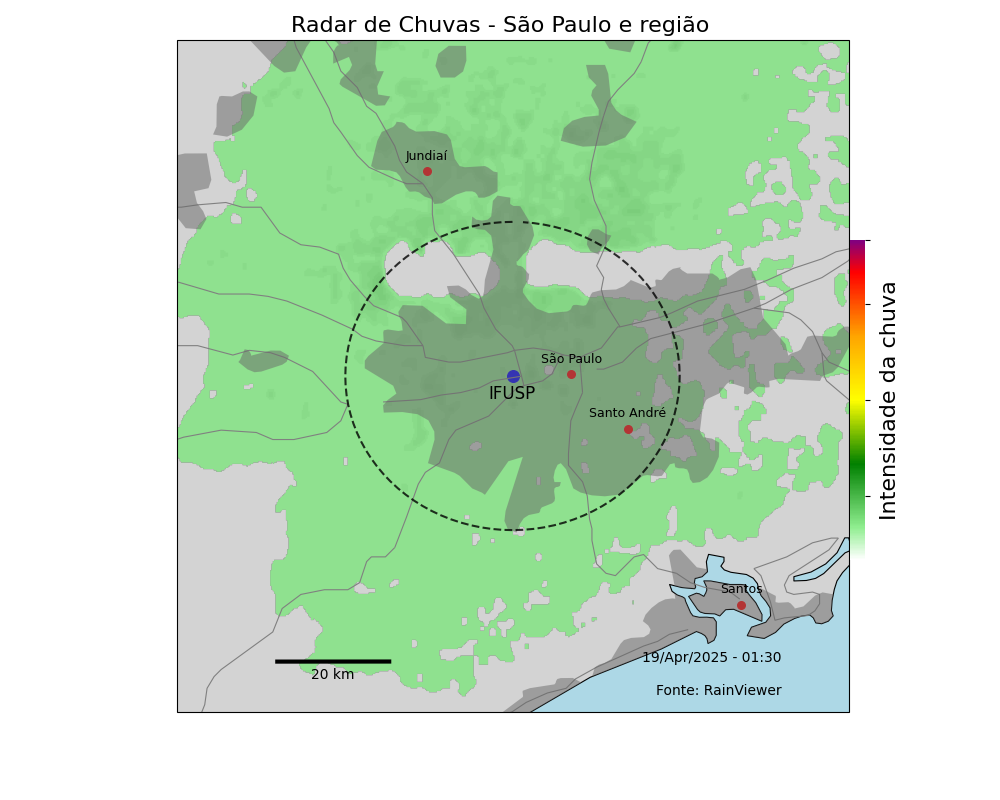 Radar de Chuvas - São Paulo e região
Jundiaí
São Paulo
IFUSP
Santo André
Santos
19/Apr/2025 - 01:30
20 km
Fonte: RainViewer
Intensidade da chuva